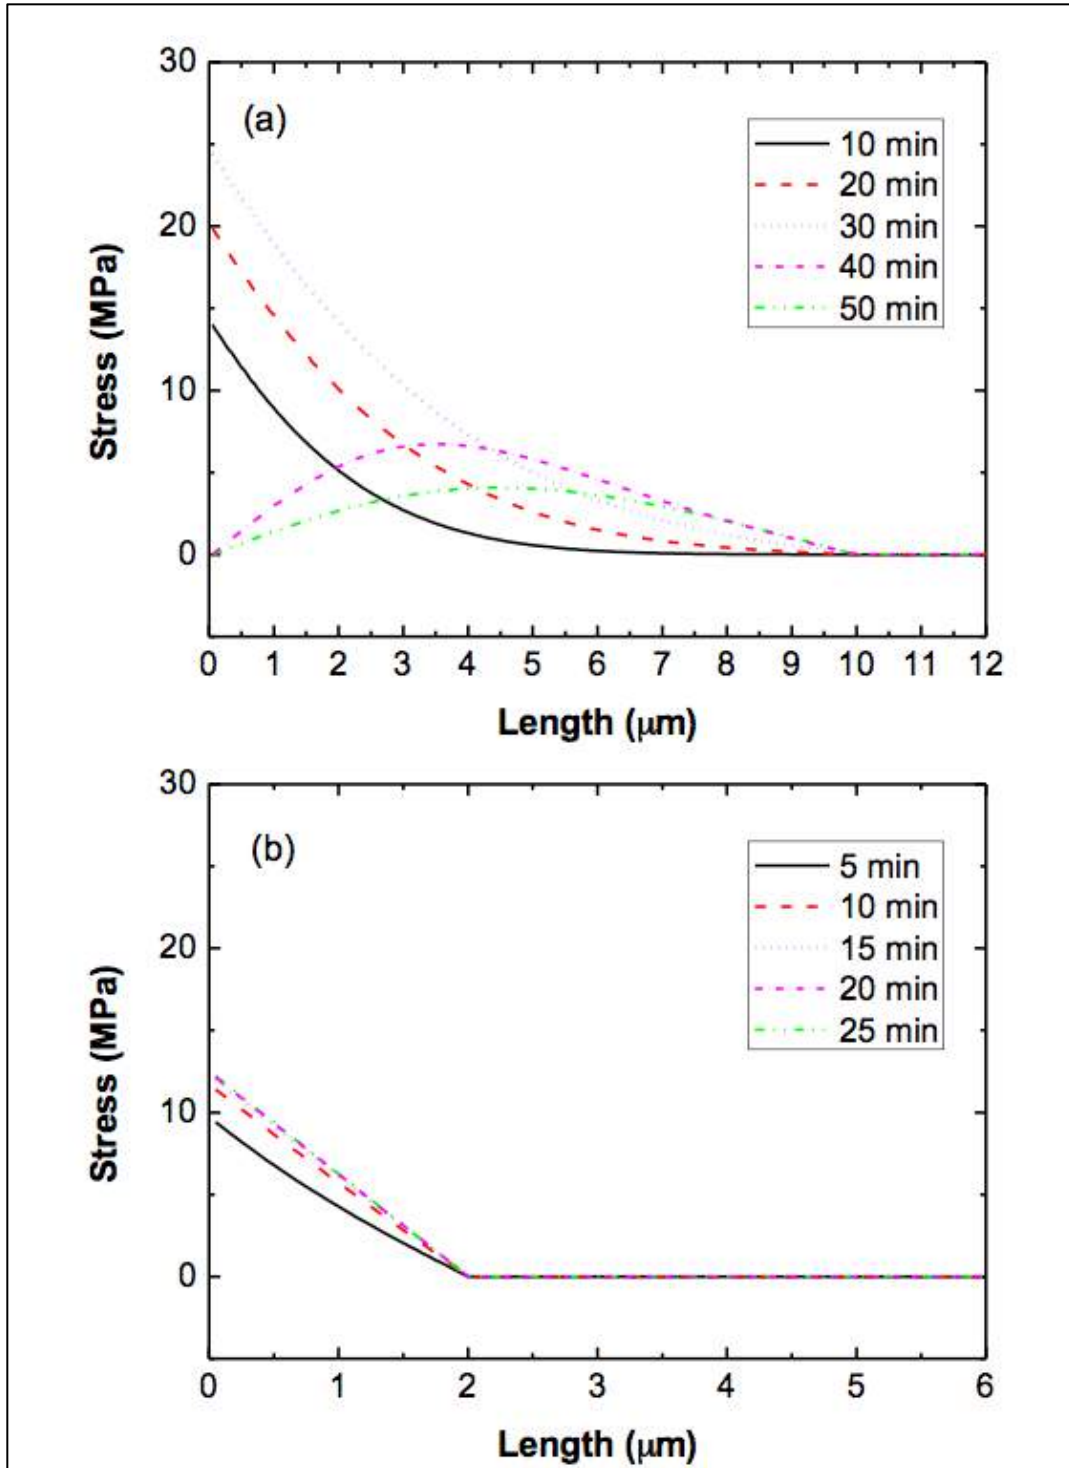 30
(a)
10 min
20 min
20
30 min
40 min
50 min
10
0
Stress (MPa)
0 1 2 3 4 5 6 7 8 9 10 11 12
Length (μm)
30
(b)
5 min
10 min
20
15 min
20 min
25 min
10
0
Stress (MPa)
0 1 2 3 4 5 6
Length (μm)